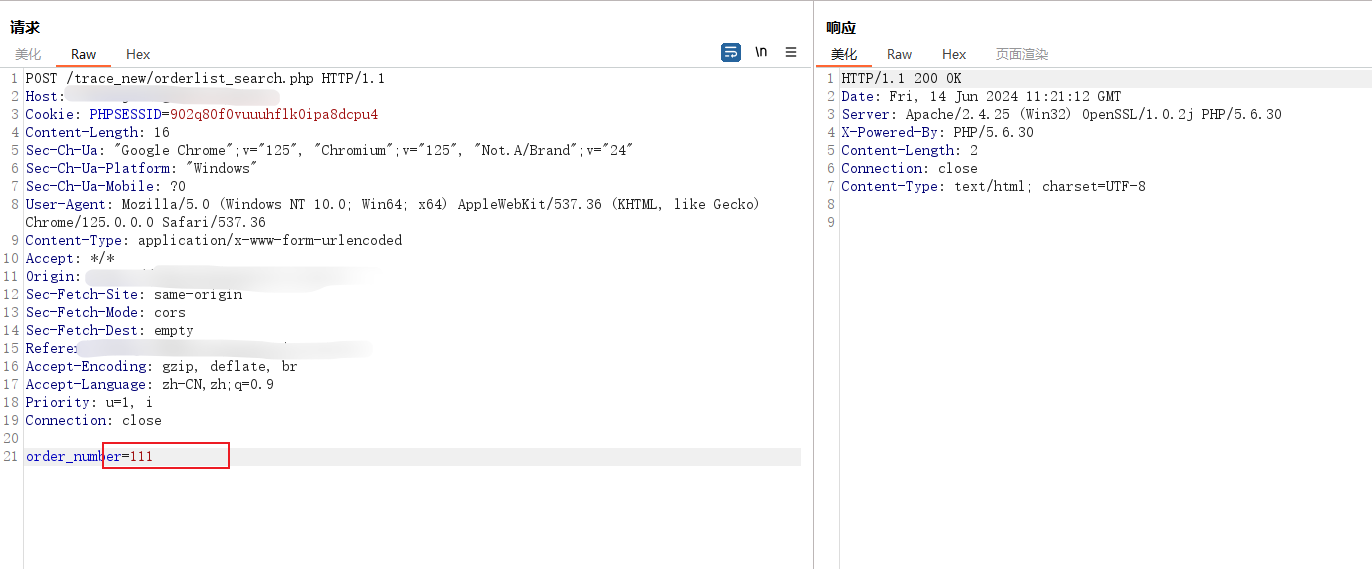 请求
美化 Raw Hex \n
1 POST /trace_new/orderlist_search.php HTTP/1.1
2 Host:
3 Cookie: PHPSESSID=902q80f0vuuuhflk0ipa8dcpu4
4 Content-Length: 16
5 Sec-Ch-Ua: "Google Chrome";v="125", "Chromium";v="125", "Not.A/Brand";v="24"
6 Sec-Ch-Ua-Platform: "Windows"
7 Sec-Ch-Ua-Mobile: ?0
8 User-Agent: Mozilla/5.0 (Windows NT 10.0; Win64; x64) AppleWebKit/537.36 (KHTML, like Gecko)
Chrome/125.0.0.0 Safari/537.36
9 Content-Type: application/x-www-form-urlencoded
10 Accept: */*
11 Origin:
12 Sec-Fetch-Site: same-origin
13 Sec-Fetch-Mode: cors
14 Sec-Fetch-Dest: empty
15 Referer
16 Accept-Encoding: gzip, deflate, br
17 Accept-Language: zh-CN,zh;q=0.9
18 Priority: u=1, i
19 Connection: close
20
21 order_number=111
响应
美化 Raw Hex 页面渲染
1 HTTP/1.1 200 OK
2 Date: Fri, 14 Jun 2024 11:21:12 GMT
3 Server: Apache/2.4.25 (Win32) OpenSSL/1.0.2j PHP/5.6.30
4 X-Powered-By: PHP/5.6.30
5 Content-Length: 2
6 Connection: close
7 Content-Type: text/html; charset=UTF-8
8
9